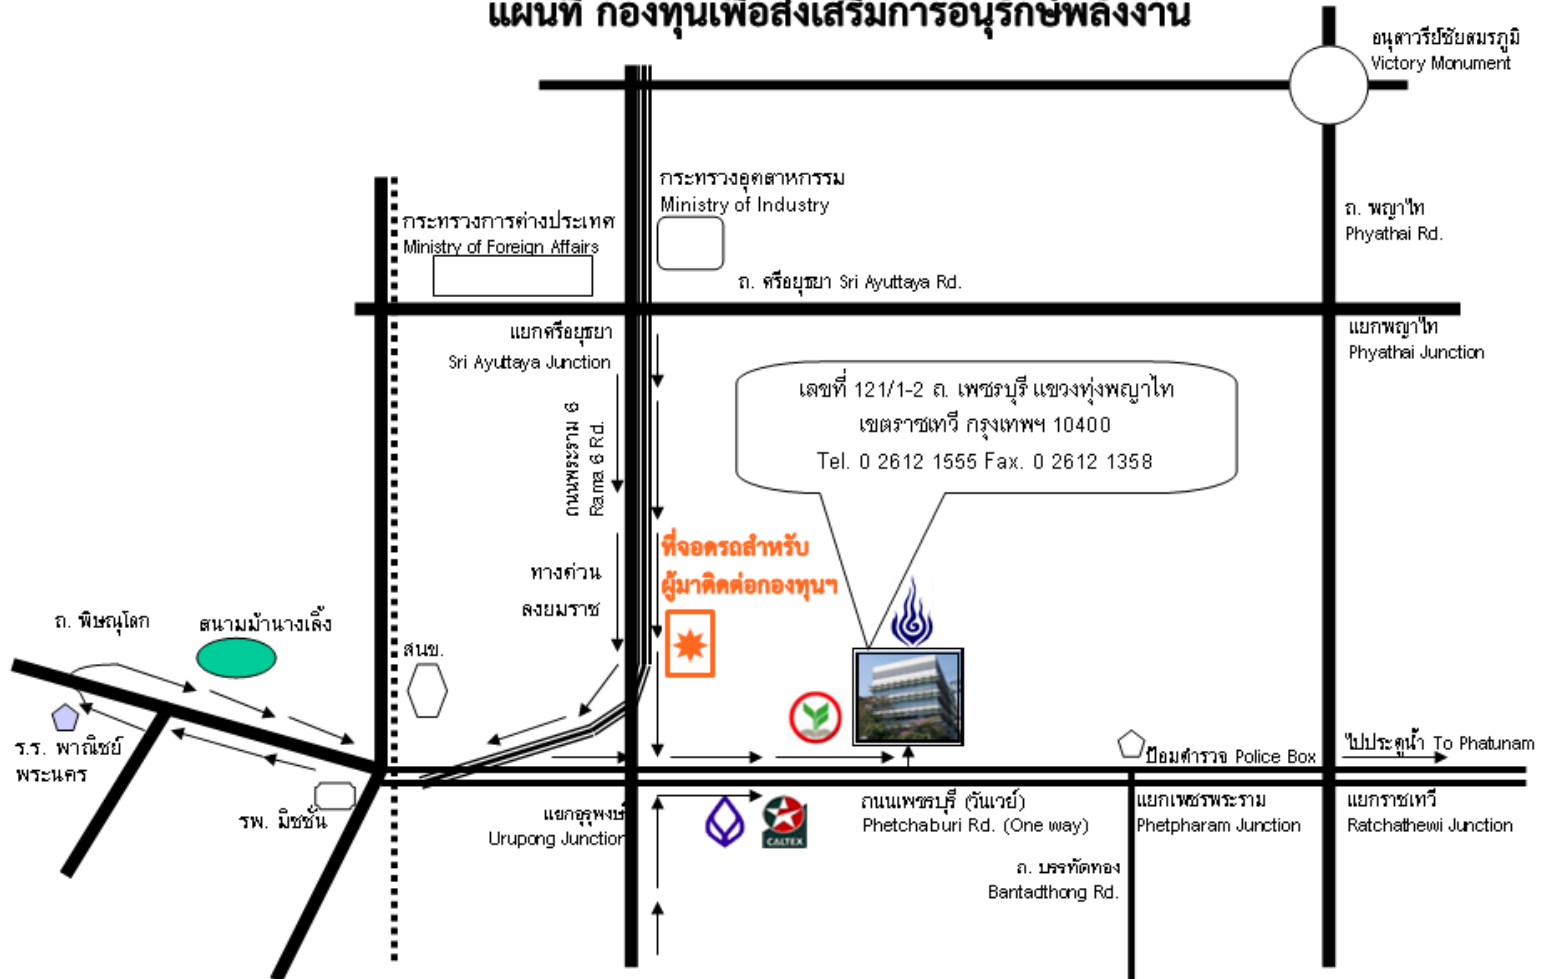 แผนที่ กองทุนเพื่อส่งเสริมการอนุรักษ์พลังงาน
อนุสาวรีย์ชัยสมรภูมิ
Victory Monument
กระทรวงอุตสาหกรรม
Ministry of Industry
กระทรวงการต่างประเทศ
Ministry of Foreign Affairs
ถ. พญาไท
Phyathai Rd.
ถ. ศรีอยุธยา Sri Ayuttaya Rd.
แยกศรีอยุธยา
Sri Ayuttaya Junction
แยกพญาไท
Phyathai Junction
เลขที่ 121/1-2 ถ. เพชรบุรี แขวงทุ่งพญาไท
เขตราชเทวี กรุงเทพฯ 10400
Tel. 0 2612 1555 Fax. 0 2612 1358
ถนนพระราม 6
Rama 6 Rd.
ที่จอดรถสำหรับ
ผู้มาติดต่อกองทุนฯ
ทางด่วน
ลงยมราช
ถ. พิษณุโลก
สนามม้านางเลิ้ง
สนข.
ร.ร. พาณิชย์
พระนคร
รพ. มิชชั่น
ป้อมตำรวจ Police Box
ไปประตูน้ำ To Phatunam
แยกอุรุพงษ์
Urupong Junction
CALTEX
ถนนเพชรบุรี (วันเวย์)
Phetchaburi Rd. (One way)
แยกเพชรพระราม
Phetpharam Junction
แยกราชเทวี
Ratchathewi Junction
ถ. บรรทัดทอง
Bantadthong Rd.